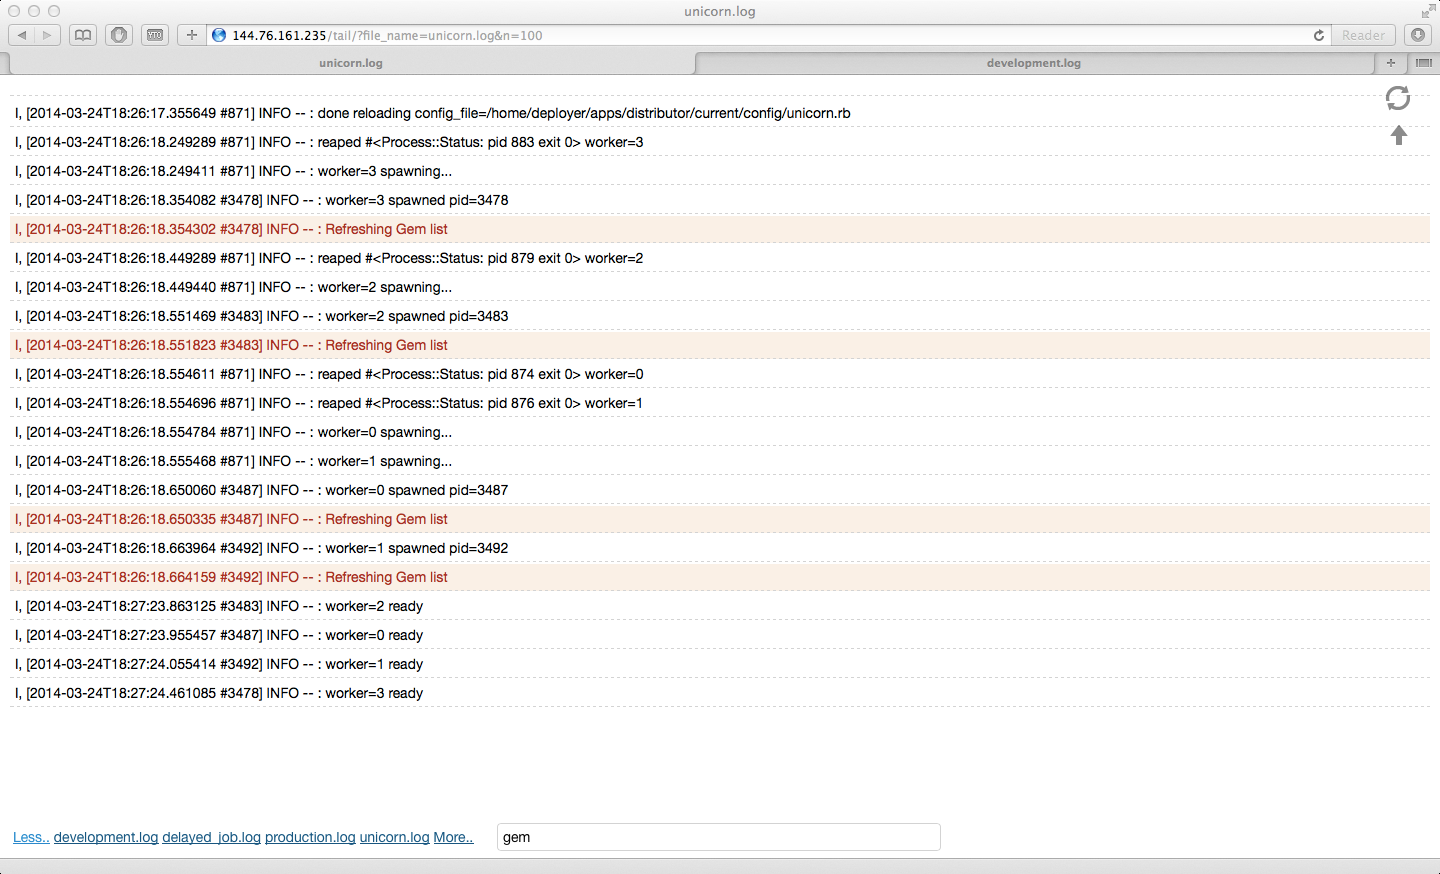 unicorn.log
144.76.161.235/tail/?file_name=unicorn.log&n=100
Reader
unicorn.log
development.log
I, [2014-03-24T18:26:17.355649 #871] INFO -- : done reloading config_file=/home/deployer/apps/distributor/current/config/unicorn.rb
I, [2014-03-24T18:26:18.249289 #871] INFO -- : reaped #<Process::Status: pid 883 exit 0> worker=3
I, [2014-03-24T18:26:18.249411 #871] INFO -- : worker=3 spawning...
I, [2014-03-24T18:26:18.354082 #3478] INFO -- : worker=3 spawned pid=3478
I, [2014-03-24T18:26:18.354302 #3478] INFO -- : Refreshing Gem list
I, [2014-03-24T18:26:18.449289 #871] INFO -- : reaped #<Process::Status: pid 879 exit 0> worker=2
I, [2014-03-24T18:26:18.449440 #871] INFO -- : worker=2 spawning...
I, [2014-03-24T18:26:18.551469 #3483] INFO -- : worker=2 spawned pid=3483
I, [2014-03-24T18:26:18.551823 #3483] INFO -- : Refreshing Gem list
I, [2014-03-24T18:26:18.554611 #871] INFO -- : reaped #<Process::Status: pid 874 exit 0> worker=0
I, [2014-03-24T18:26:18.554696 #871] INFO -- : reaped #<Process::Status: pid 876 exit 0> worker=1
I, [2014-03-24T18:26:18.554784 #871] INFO -- : worker=0 spawning...
I, [2014-03-24T18:26:18.555468 #871] INFO -- : worker=1 spawning...
I, [2014-03-24T18:26:18.650060 #3487] INFO -- : worker=0 spawned pid=3487
I, [2014-03-24T18:26:18.650335 #3487] INFO -- : Refreshing Gem list
I, [2014-03-24T18:26:18.663964 #3492] INFO -- : worker=1 spawned pid=3492
I, [2014-03-24T18:26:18.664159 #3492] INFO -- : Refreshing Gem list
I, [2014-03-24T18:27:23.863125 #3483] INFO -- : worker=2 ready
I, [2014-03-24T18:27:23.955457 #3487] INFO -- : worker=0 ready
I, [2014-03-24T18:27:24.055414 #3492] INFO -- : worker=1 ready
I, [2014-03-24T18:27:24.461085 #3478] INFO -- : worker=3 ready
Less.. development.log delayed_job.log production.log unicorn.log More.. gem